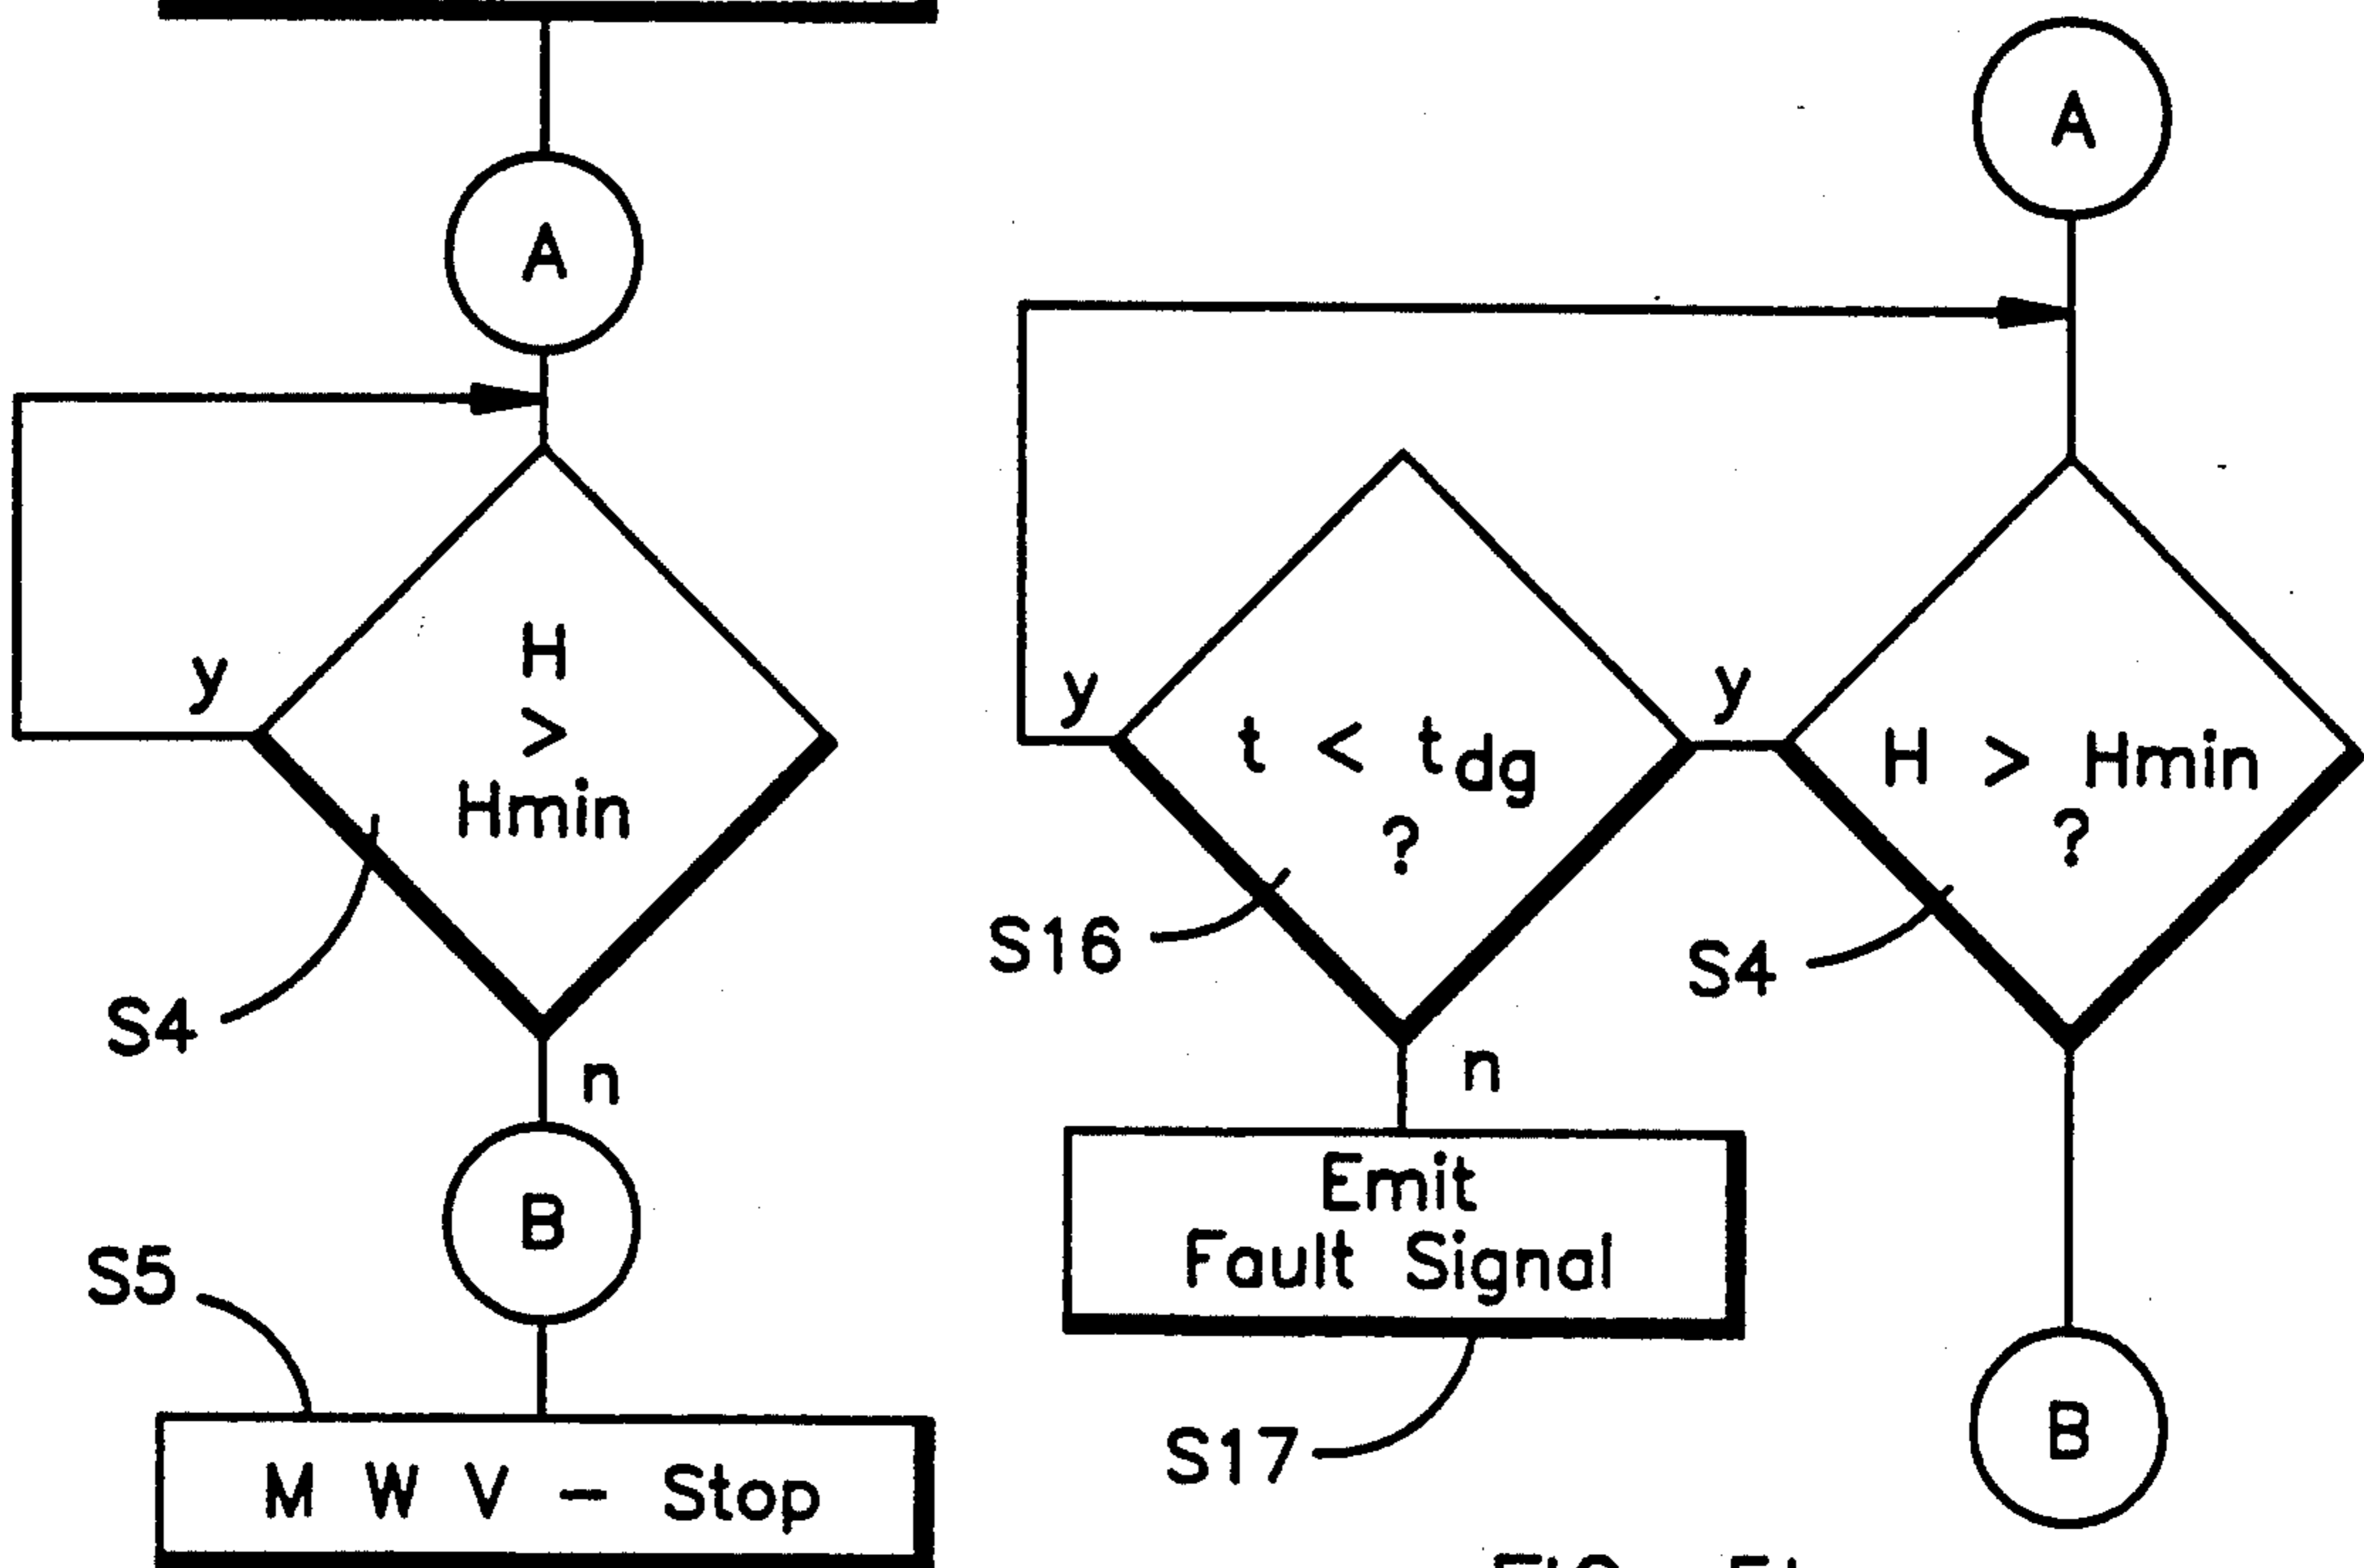 A
y
H
>
Hmin
S4
n
B
S5
M W V - Stop
A
y
t < tdg
?
y
H > Hmin
?
S16
S4
n
Emit
Fault Signal
S17
B